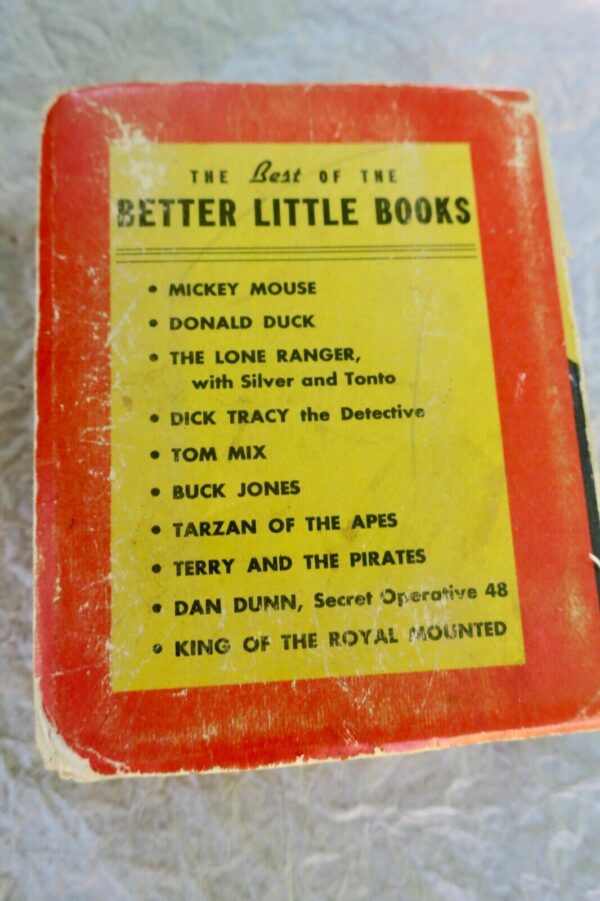 THE Best OF THE
BETTER LITTLE BOOKS
• MICKEY MOUSE
• DONALD DUCK
• THE LONE RANGER,
with Silver and Tonto
• DICK TRACY the Detective
• TOM MIX
• BUCK JONES
• TARZAN OF THE APES
• TERRY AND THE PIRATES
• DAN DUNN, Secret Operative 48
• KING OF THE ROYAL MOUNTED